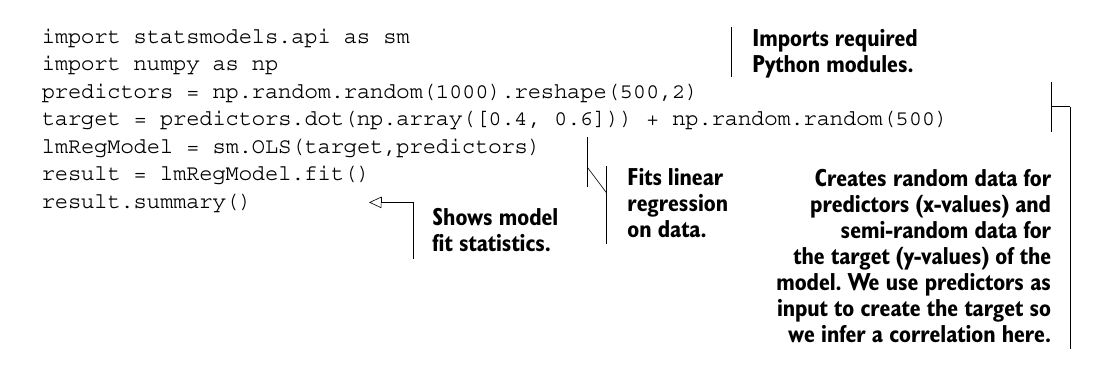 import statsmodels.api as sm
import numpy as np
predictors = np.random.random(1000).reshape(500,2)
target = predictors.dot(np.array([0.4, 0.6])) + np.random.random(500)
lmRegModel = sm.OLS(target,predictors)
result = lmRegModel.fit()
result.summary()
Imports required
Python modules.
Shows model
fit statistics.
Fits linear
regression
on data.
Creates random data for
predictors (x-values) and
semi-random data for
the target (y-values) of the
model. We use predictors as
input to create the target so
we infer a correlation here.